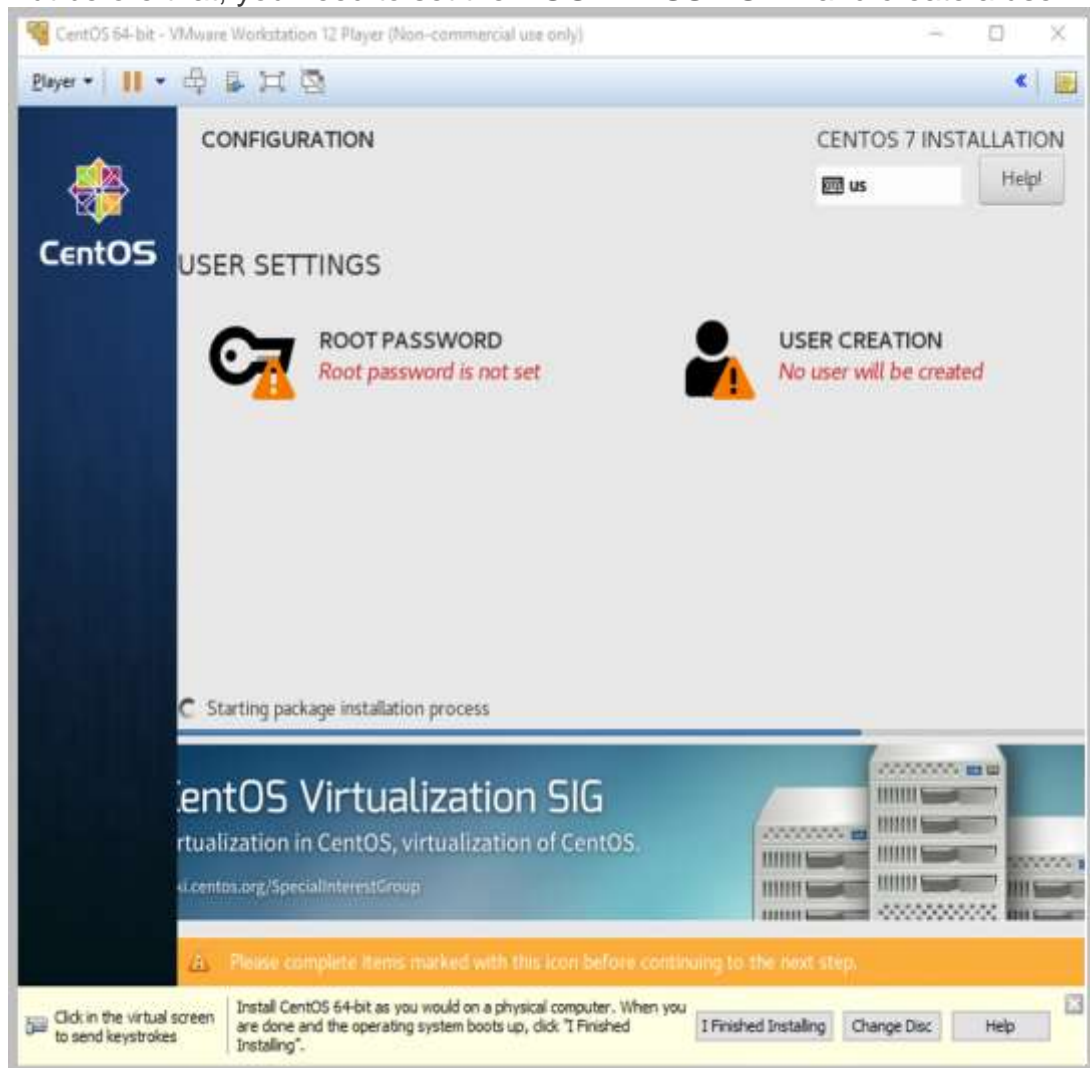 CentOS 64-bit - VMware Workstation 12 Player (Non-commercial use only)
Player
CONFIGURATION
CENTOS 7 INSTALLATION
us
Help!
CentOS
USER SETTINGS
ROOT PASSWORD
Root password is not set
USER CREATION
No user will be created
Starting package installation process
entOS Virtualization SIG
rtualization in CentOS, virtualization of CentOS.
ki.centos.org/SpecialInterestGroup
Please complete items marked with this icon before continuing to the next step.
Click in the virtual screen
to send keystrokes
Install CentOS 64-bit as you would on a physical computer. When you
are done and the operating system boots up, click "I Finished
Installing".
I Finished Installing
Change Disc
Help